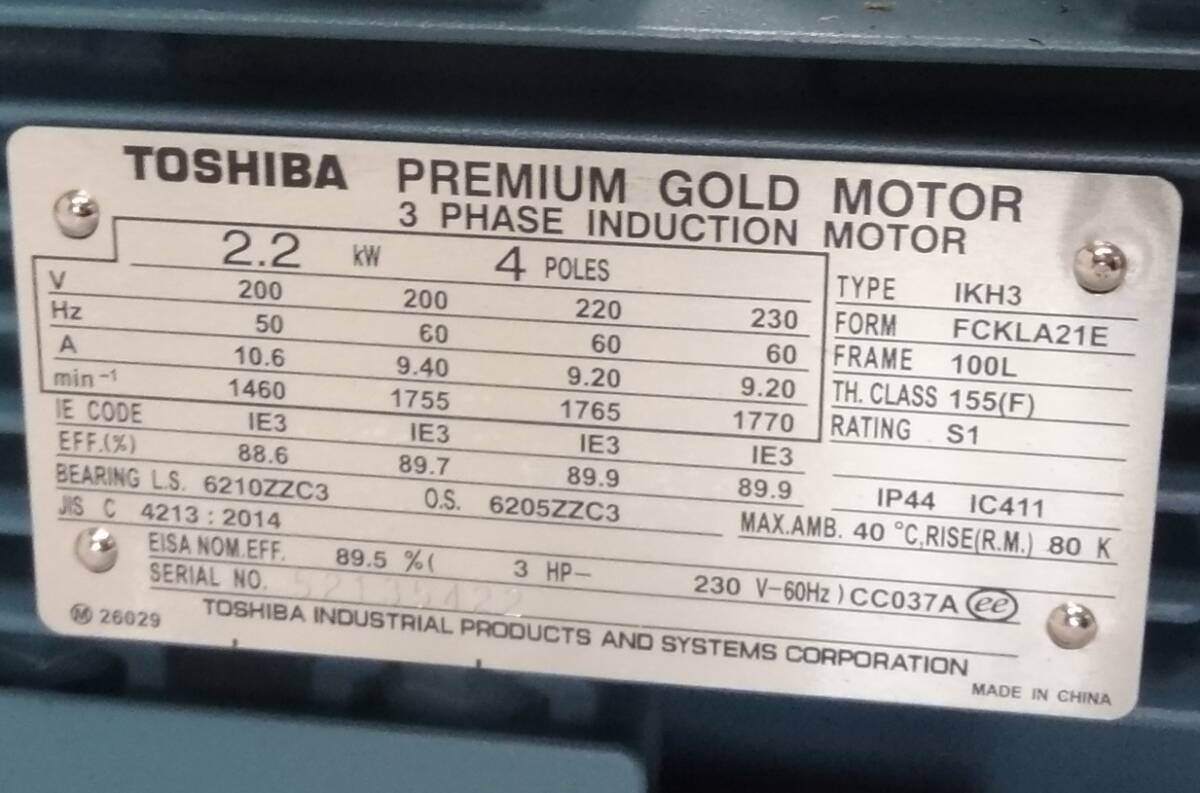 TOSHIBA PREMIUM GOLD MOTOR
3 PHASE INDUCTION MOTOR
2.2 kW 4 POLES
V 200 200 220 230
Hz 50 60 60 60
A 10.6 9.40 9.20 9.20
min⁻¹ 1460 1755 1765 1770
IE CODE IE3 IE3 IE3 IE3
EFF.(%) 88.6 89.7 89.9 89.9
BEARING L.S. 6210ZZC3 O.S. 6205ZZC3
JIS C 4213 : 2014
TYPE IKH3
FORM FCKLA21E
FRAME 100L
TH. CLASS 155(F)
RATING S1
IP44 IC411
MAX.AMB. 40 °C,RISE(R.M.) 80 K
EISA NOM.EFF. 89.5 %( 3 HP- 230 V-60Hz ) CC037A ee
SERIAL NO. 52135422
M 26029 TOSHIBA INDUSTRIAL PRODUCTS AND SYSTEMS CORPORATION
MADE IN CHINA